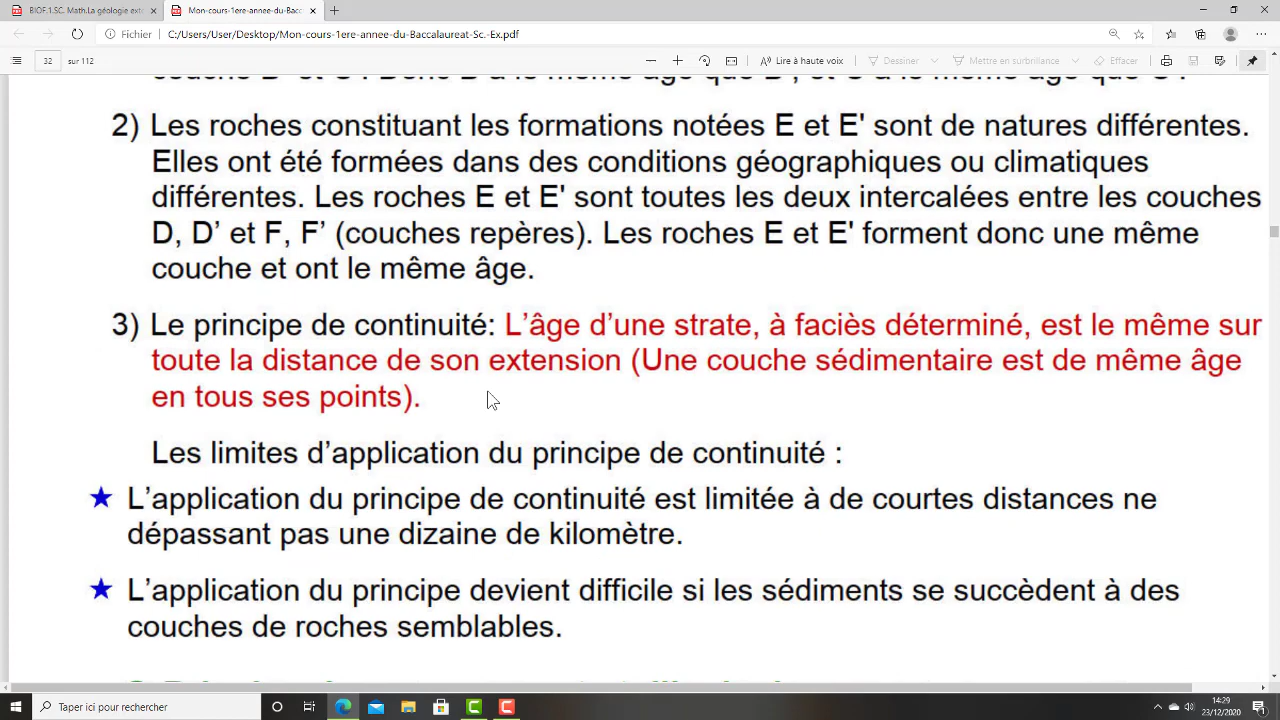 BIOF.1.SC. Math.La géologie exte
Mon-cours-1ere-annee-du-Bacc
Fichier
C:/Users/User/Desktop/Mon-cours-1ere-annee-du-Baccalaureat-Sc.-Ex.pdf
32 sur 112
Lire à haute voix
Dessiner
Mettre en surbrillance
Effacer
2) Les roches constituant les formations notées E et E' sont de natures différentes.
Elles ont été formées dans des conditions géographiques ou climatiques
différentes. Les roches E et E' sont toutes les deux intercalées entre les couches
D, D’ et F, F’ (couches repères). Les roches E et E' forment donc une même
couche et ont le même âge.
3) Le principe de continuité: L’âge d’une strate, à faciès déterminé, est le même sur
toute la distance de son extension (Une couche sédimentaire est de même âge
en tous ses points).
Les limites d’application du principe de continuité :
L’application du principe de continuité est limitée à de courtes distances ne
dépassant pas une dizaine de kilomètre.
L’application du principe devient difficile si les sédiments se succèdent à des
couches de roches semblables.
Taper ici pour rechercher
14:29
23/12/2020